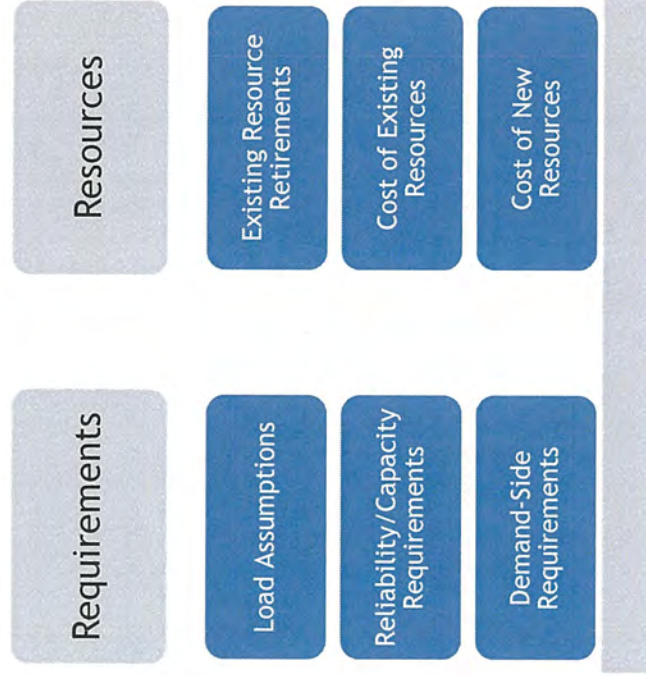 Requirements
Load Assumptions
Reliability/Capacity
Requirements
Demand-Side
Requirements
Resources
Existing Resource
Retirements
Cost of Existing
Resources
Cost of New
Resources